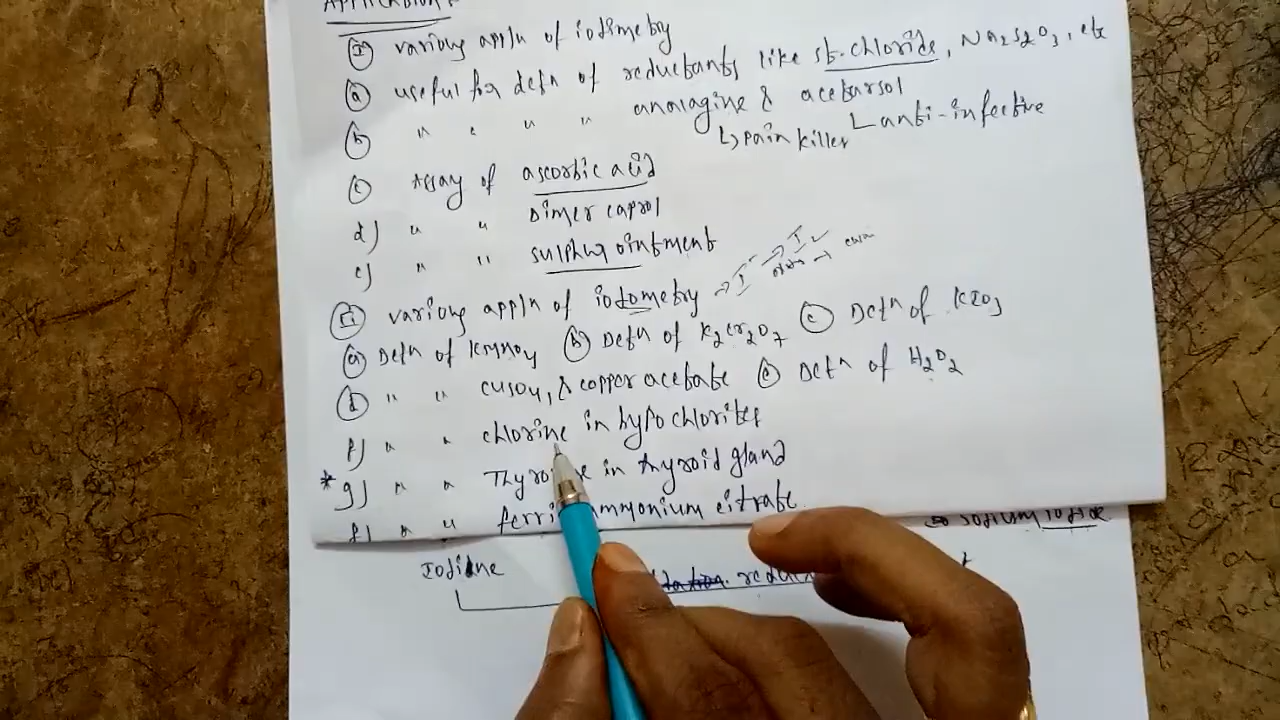 APPLICATION
(I) various appln of iodimetry
(a) useful for detn of reductants like sb.chloride, Na2S2O3, etc
(b) " " " " analagine & acetarsol
↳ pain killer ↳ anti-infective
(c) Assay of ascorbic acid
d) " " Dimer caprol
e) " " sulphur ointment
(II) various appln of iodometry → I⁻ → I
(a) Detn of KMnO4 (b) Detn of K2Cr2O7 (c) Detn of KIO3
(d) " " CuSO4, & copper acetate (e) Detn of H2O2
f) " " chlorine in hypochlorites
* g) " " in thyroid gland
" " ammonium citrate
sodium iodide
Iodine